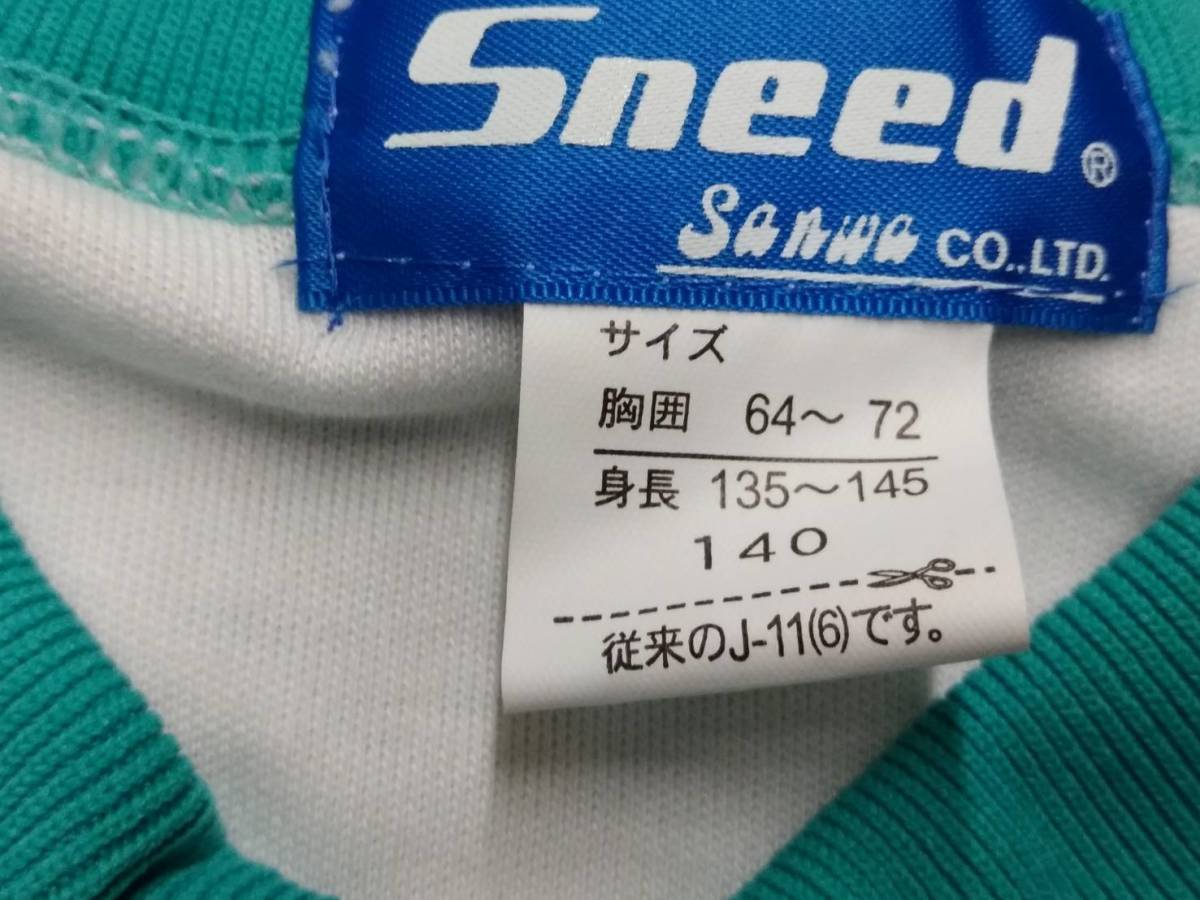 Sneed®
Sanwa CO.,LTD.
サイズ
胸囲 64～72
身長 135～145
140
従来のJ-11(6)です。